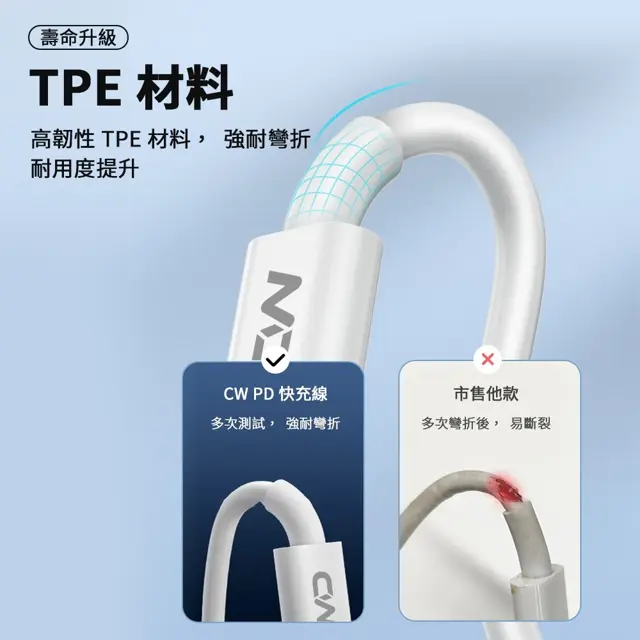 壽命升級
TPE 材料
高韌性 TPE 材料， 強耐彎折
耐用度提升
CW
CW PD 快充線
多次測試， 強耐彎折
CW
市售他款
多次彎折後， 易斷裂